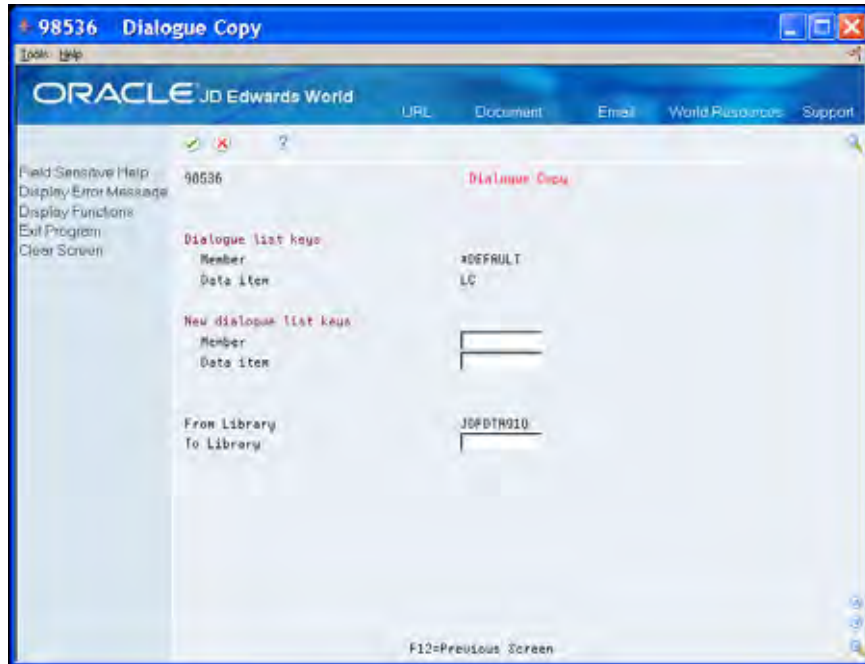 98536 Dialogue Copy
Tools Help
ORACLE JD Edwards World
URL Document Email World Resources Support
?
Field Sensitive Help
Display Error Message
Display Functions
Exit Program
Clear Screen
98536 Dialogue Copy
Dialogue list keys
Member *DEFAULT
Data item LC
New dialogue list keys
Member
Data item
From Library JDFDTA910
To Library
F12=Previous Screen